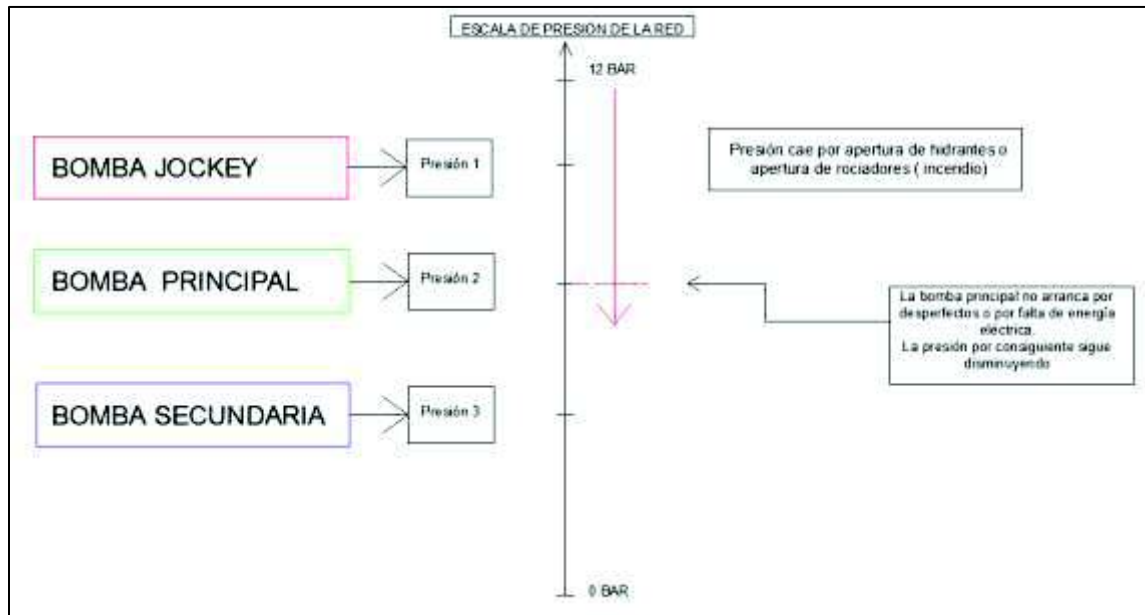 ESCALA DE PRESION DE LA RED
12 BAR
BOMBA JOCKEY
Presión 1
Presión cae por apertura de hidrantes o
apertura de rociadores ( incendio)
BOMBA PRINCIPAL
Presión 2
La bomba principal no arranca por
desperfectos o por falta de energía
eléctrica.
La presión por consiguiente sigue
disminuyendo
BOMBA SECUNDARIA
Presión 3
0 BAR